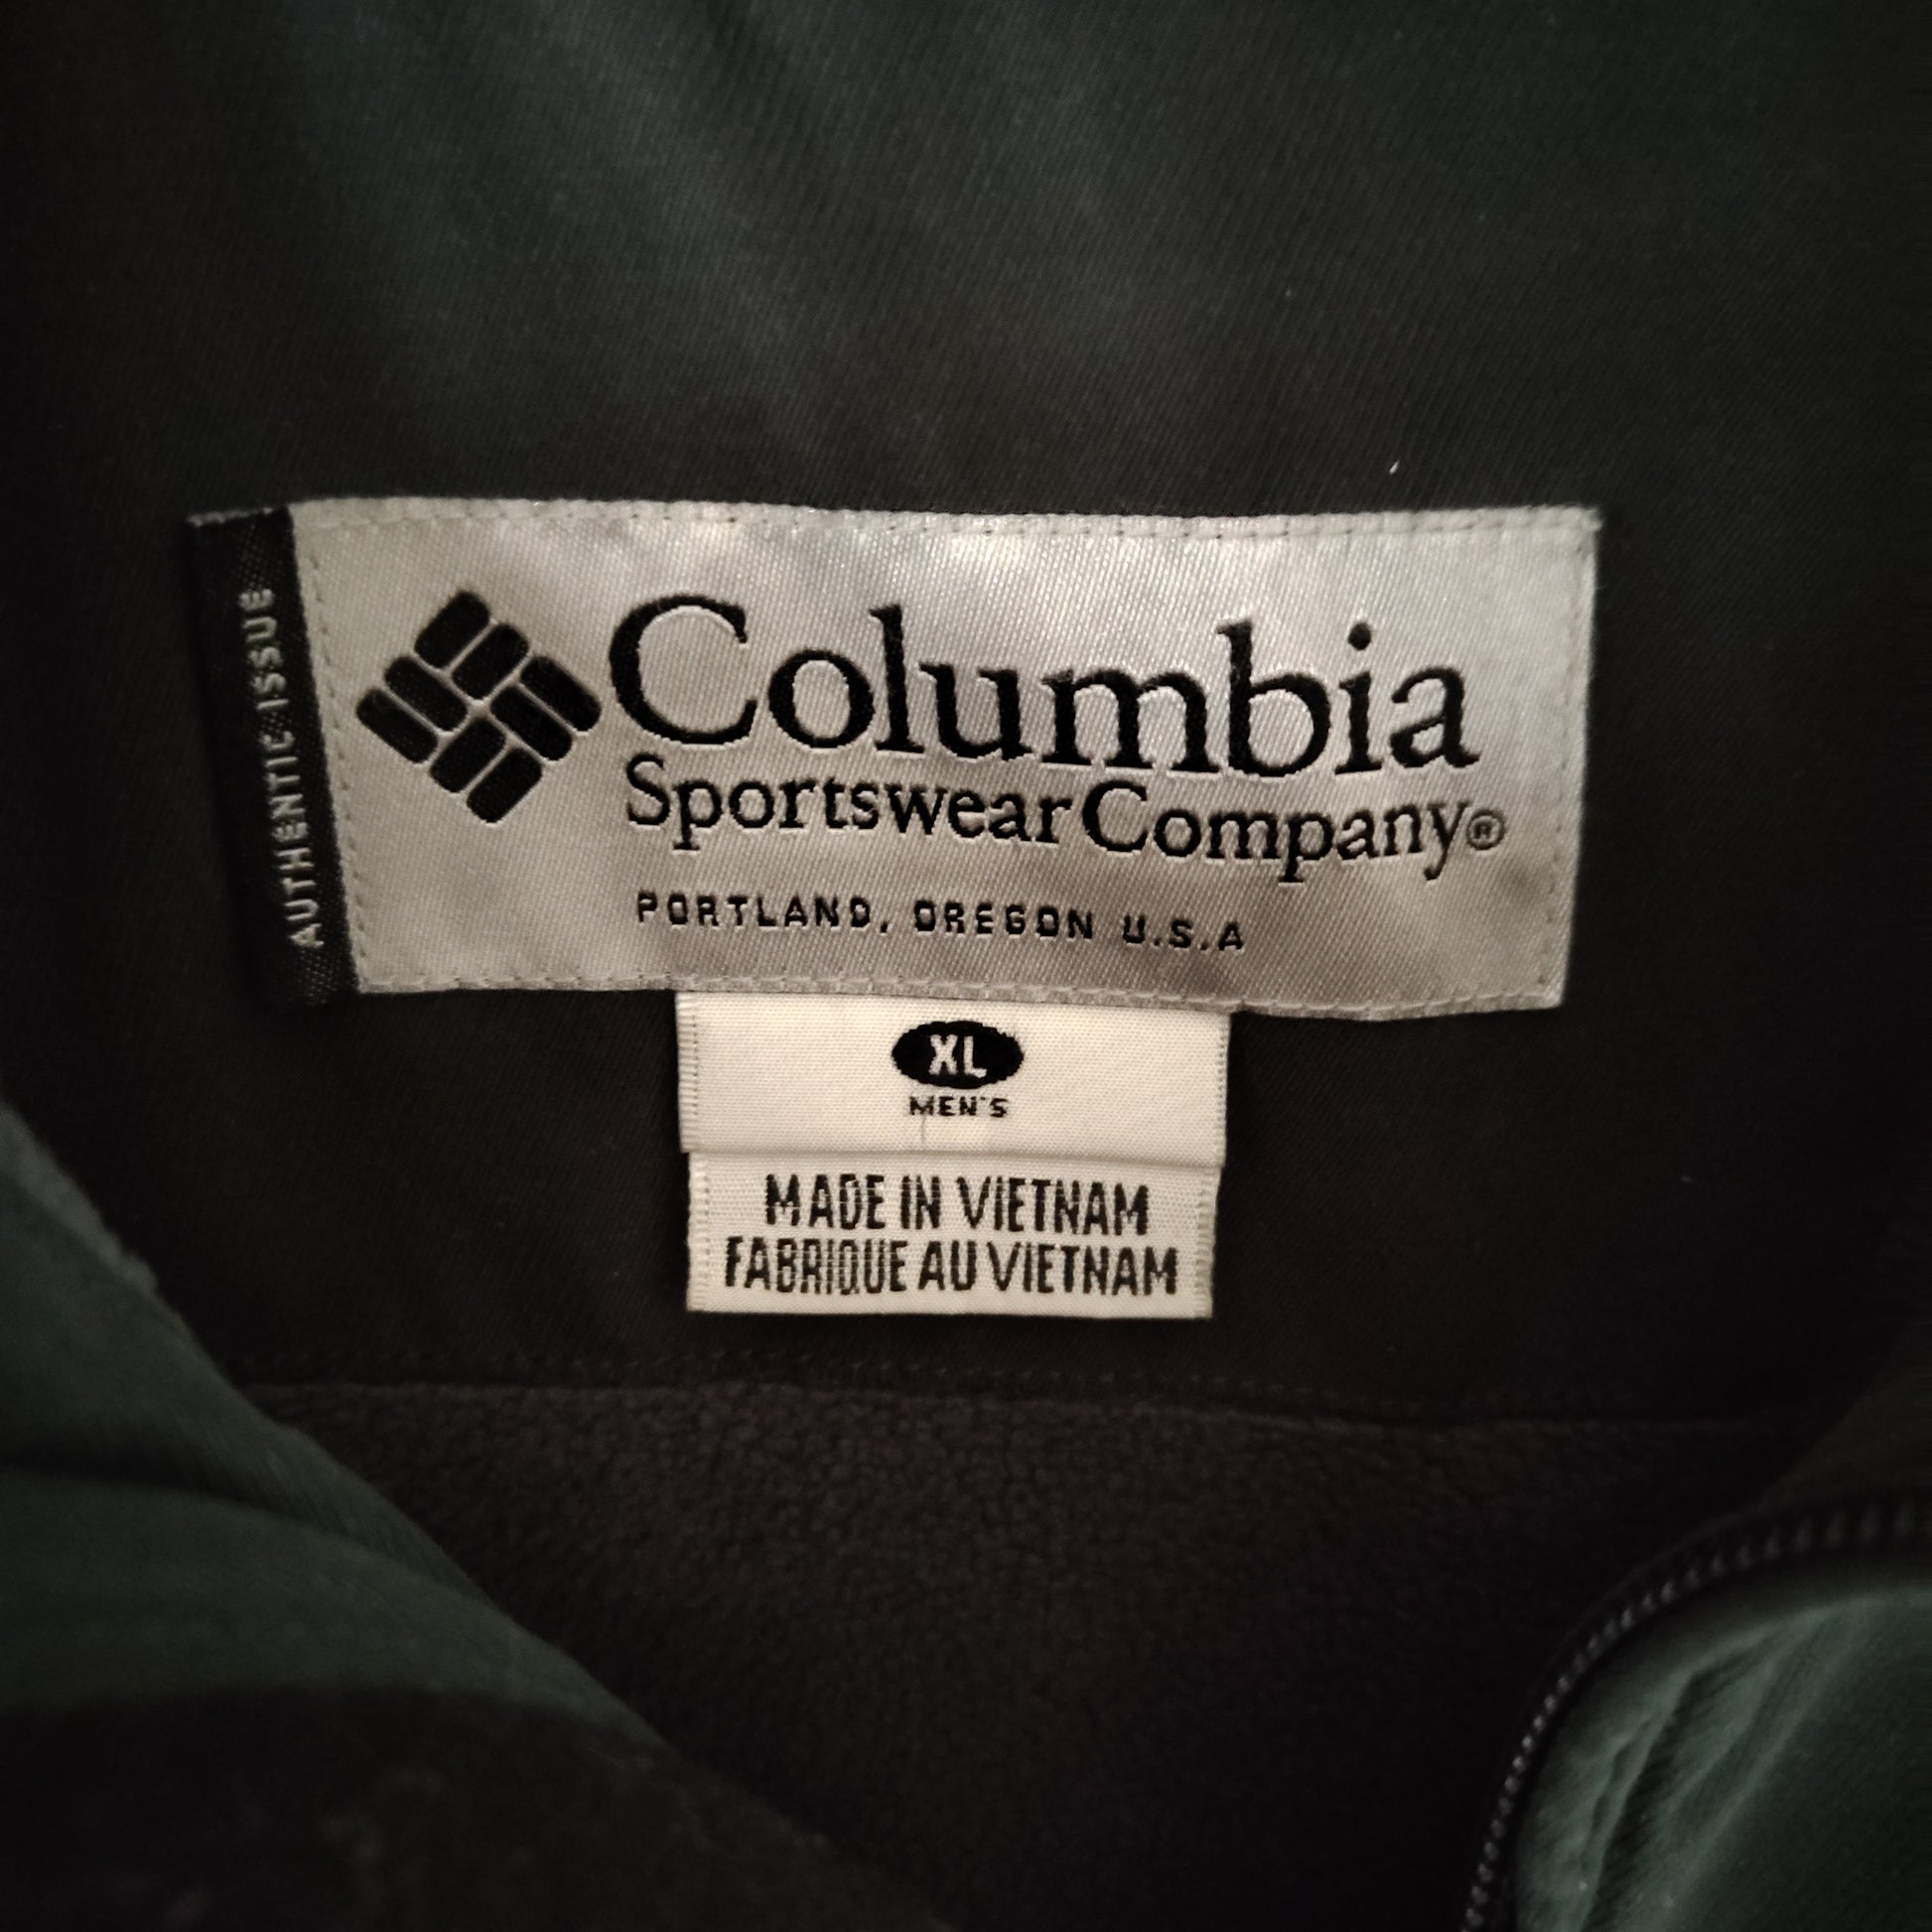 AUTHENTIC ISSUE
Columbia
Sportswear Company®
PORTLAND, OREGON U.S.A
XL
MEN'S
MADE IN VIETNAM
FABRIQUE AU VIETNAM